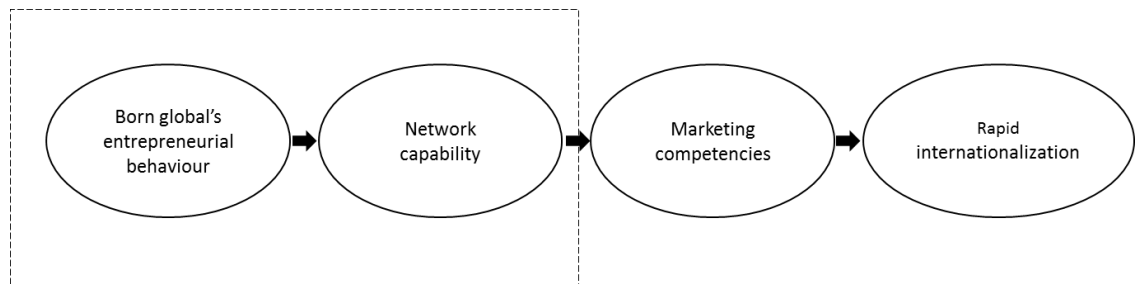 Born global's
entrepreneurial
behaviour
Network
capability
Marketing
competencies
Rapid
internationalization